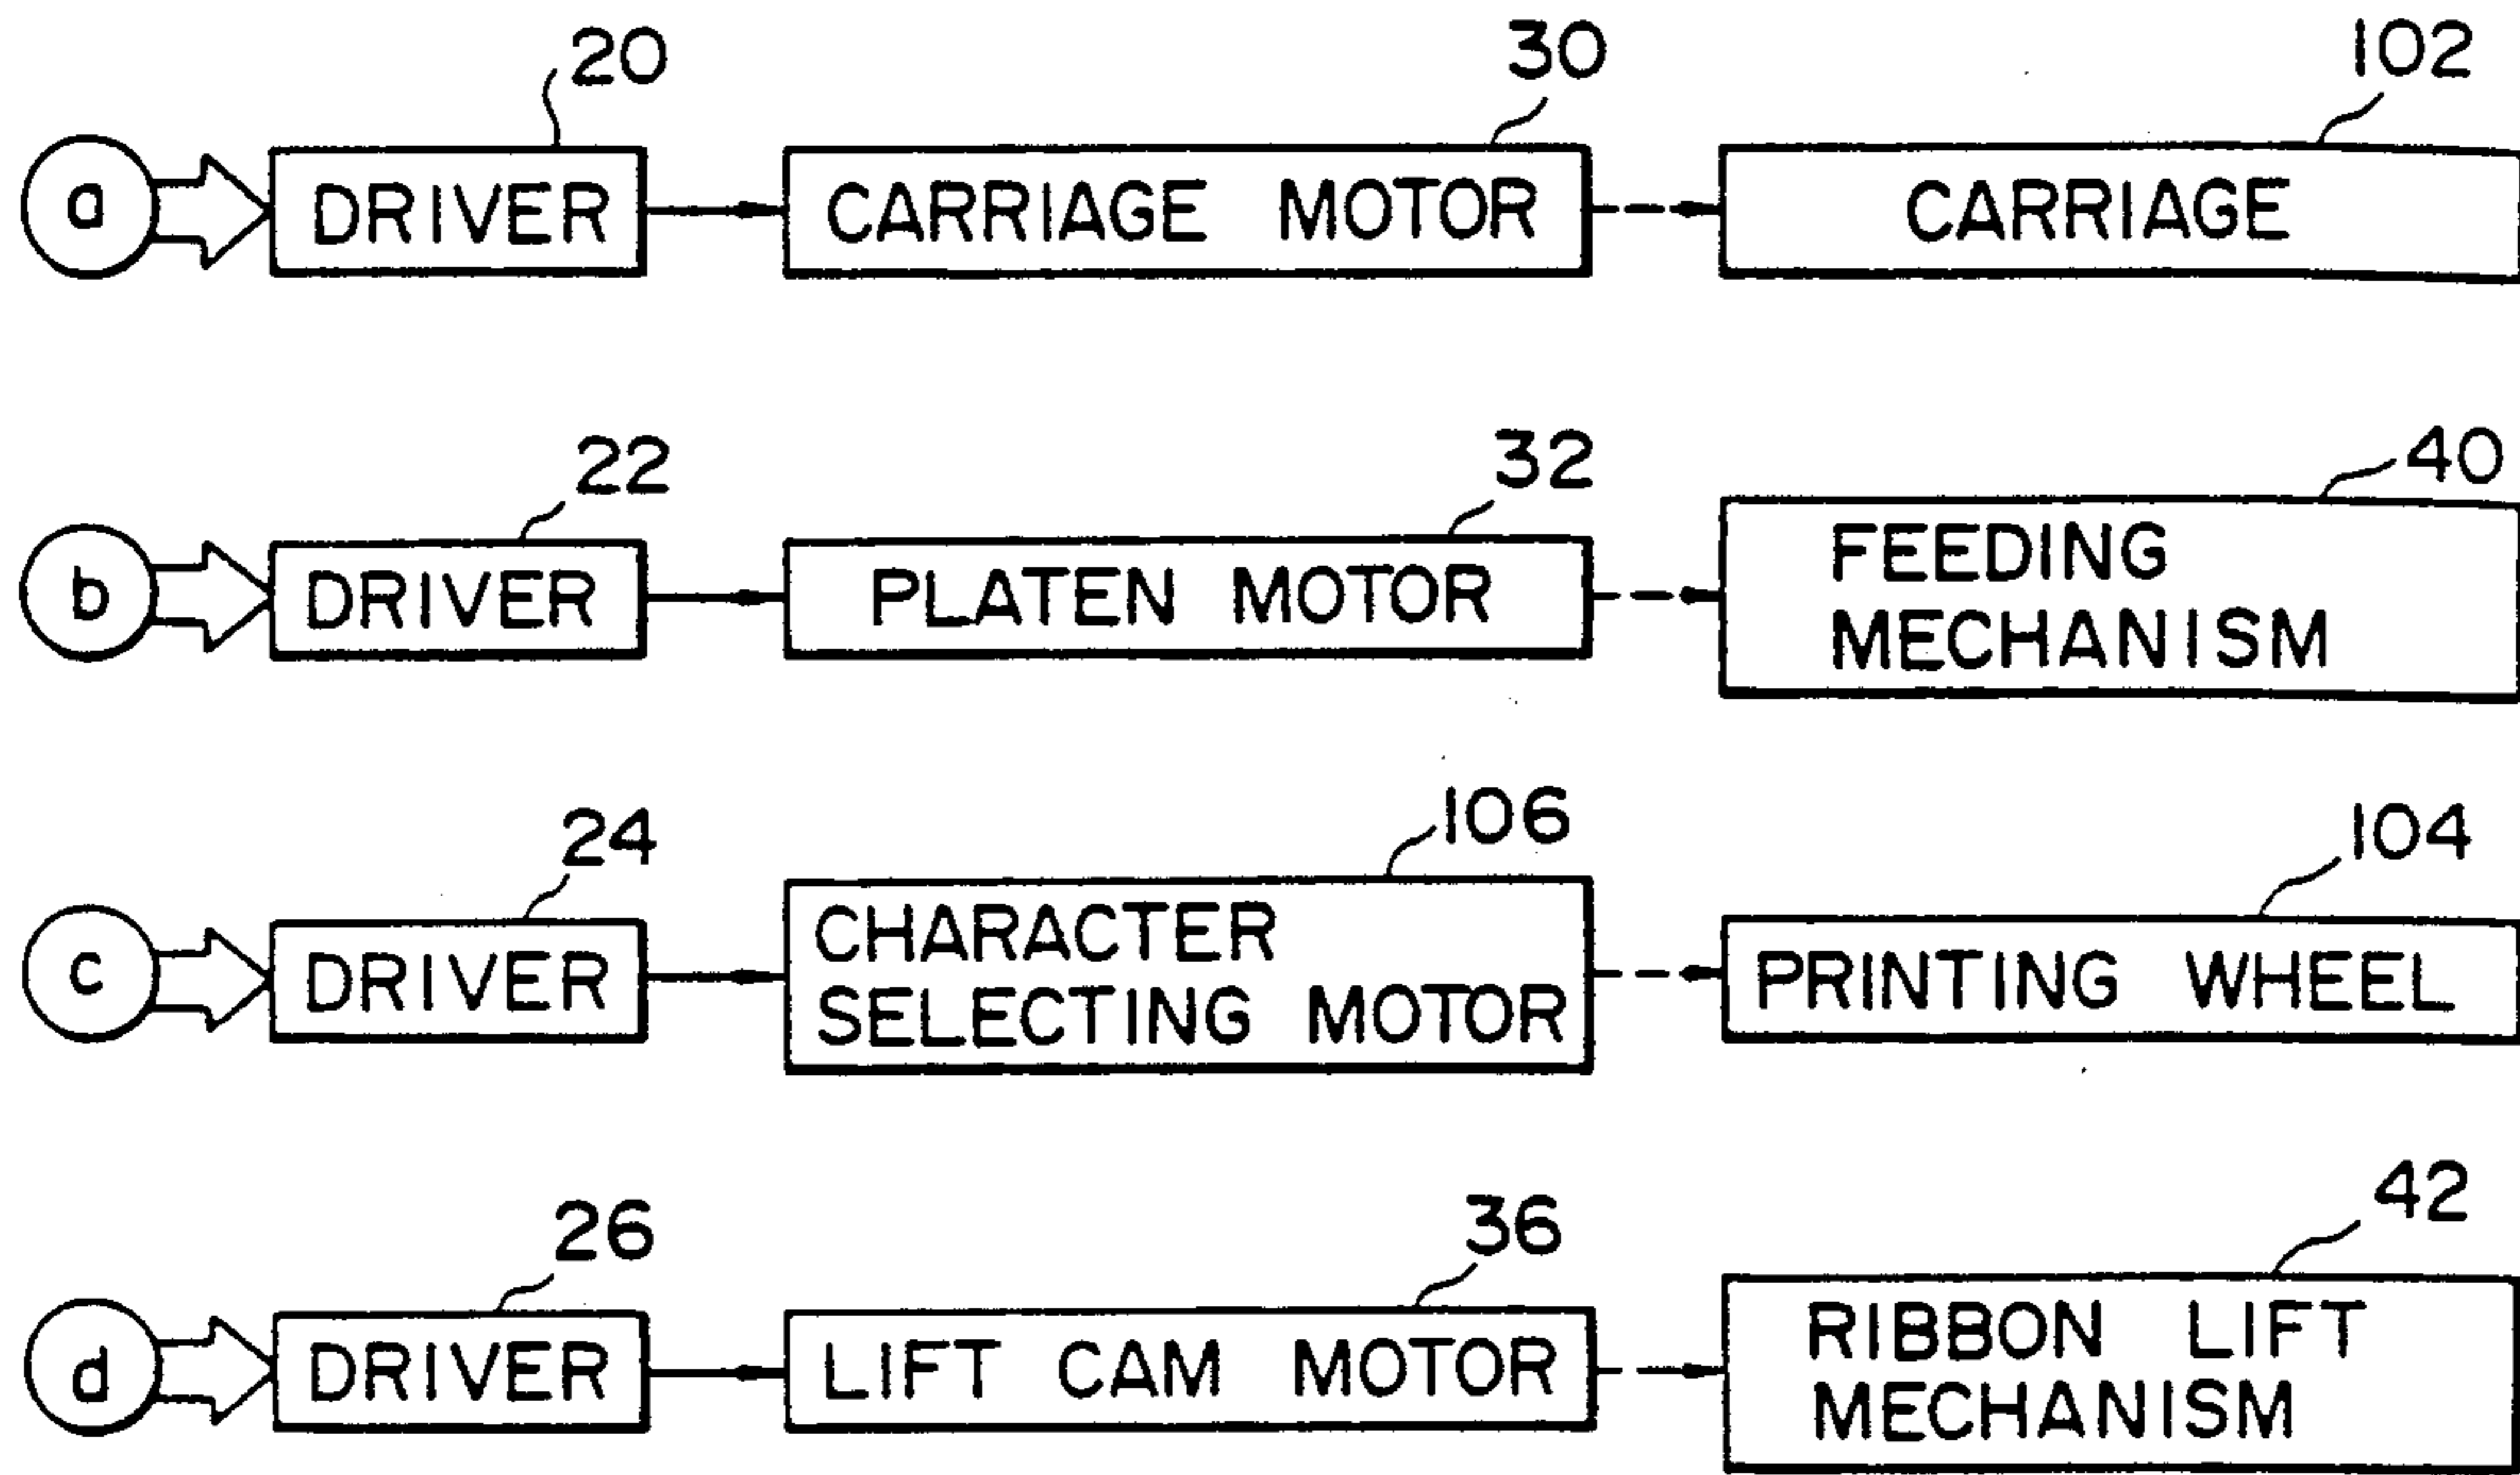 20
30
102
a
DRIVER
CARRIAGE MOTOR
CARRIAGE
22
32
40
b
DRIVER
PLATEN MOTOR
FEEDING
MECHANISM
24
106
104
c
DRIVER
CHARACTER
SELECTING MOTOR
PRINTING WHEEL
26
36
42
d
DRIVER
LIFT CAM MOTOR
RIBBON LIFT
MECHANISM